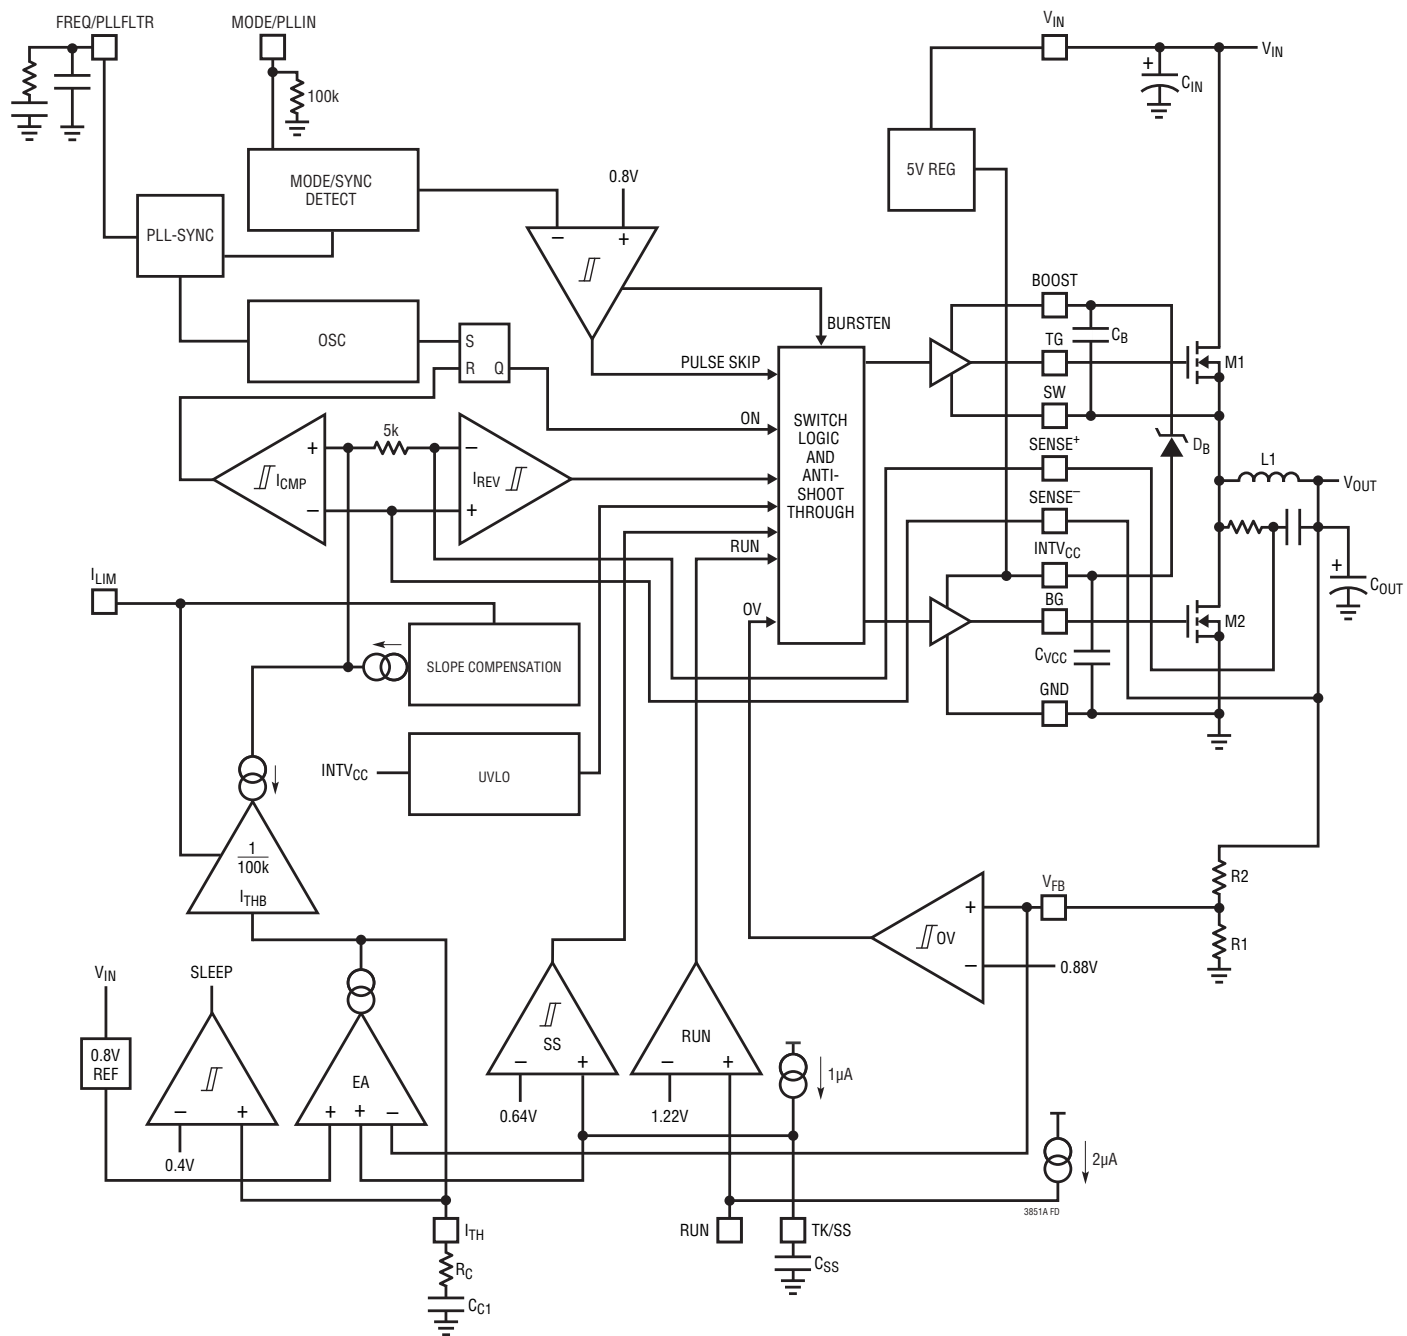 FREQ/PLLFLTR
MODE/PLLIN
V_IN
V_IN
+
C_IN
100k
MODE/SYNC
DETECT
0.8V
5V REG
PLL-SYNC
− +
BOOST
OSC
S
R Q
BURSTEN
TG
C_B
M1
PULSE SKIP
SW
ON
SWITCH
LOGIC
AND
ANTI-
SHOOT
THROUGH
5k
+
−
I_CMP
−
+
I_REV
SENSE+
D_B
L1
V_OUT
SENSE−
RUN
INTV_CC
+
C_OUT
I_LIM
OV
BG
M2
SLOPE COMPENSATION
C_VCC
GND
INTV_CC
UVLO
1
100k
I_THB
V_FB
R2
+
OV
−
R1
0.88V
V_IN
SLEEP
0.8V
REF
SS
RUN
− +
− +
1µA
EA
− +
+ + −
0.64V
1.22V
0.4V
2µA
3851A FD
I_TH
RUN
TK/SS
R_C
C_SS
C_C1